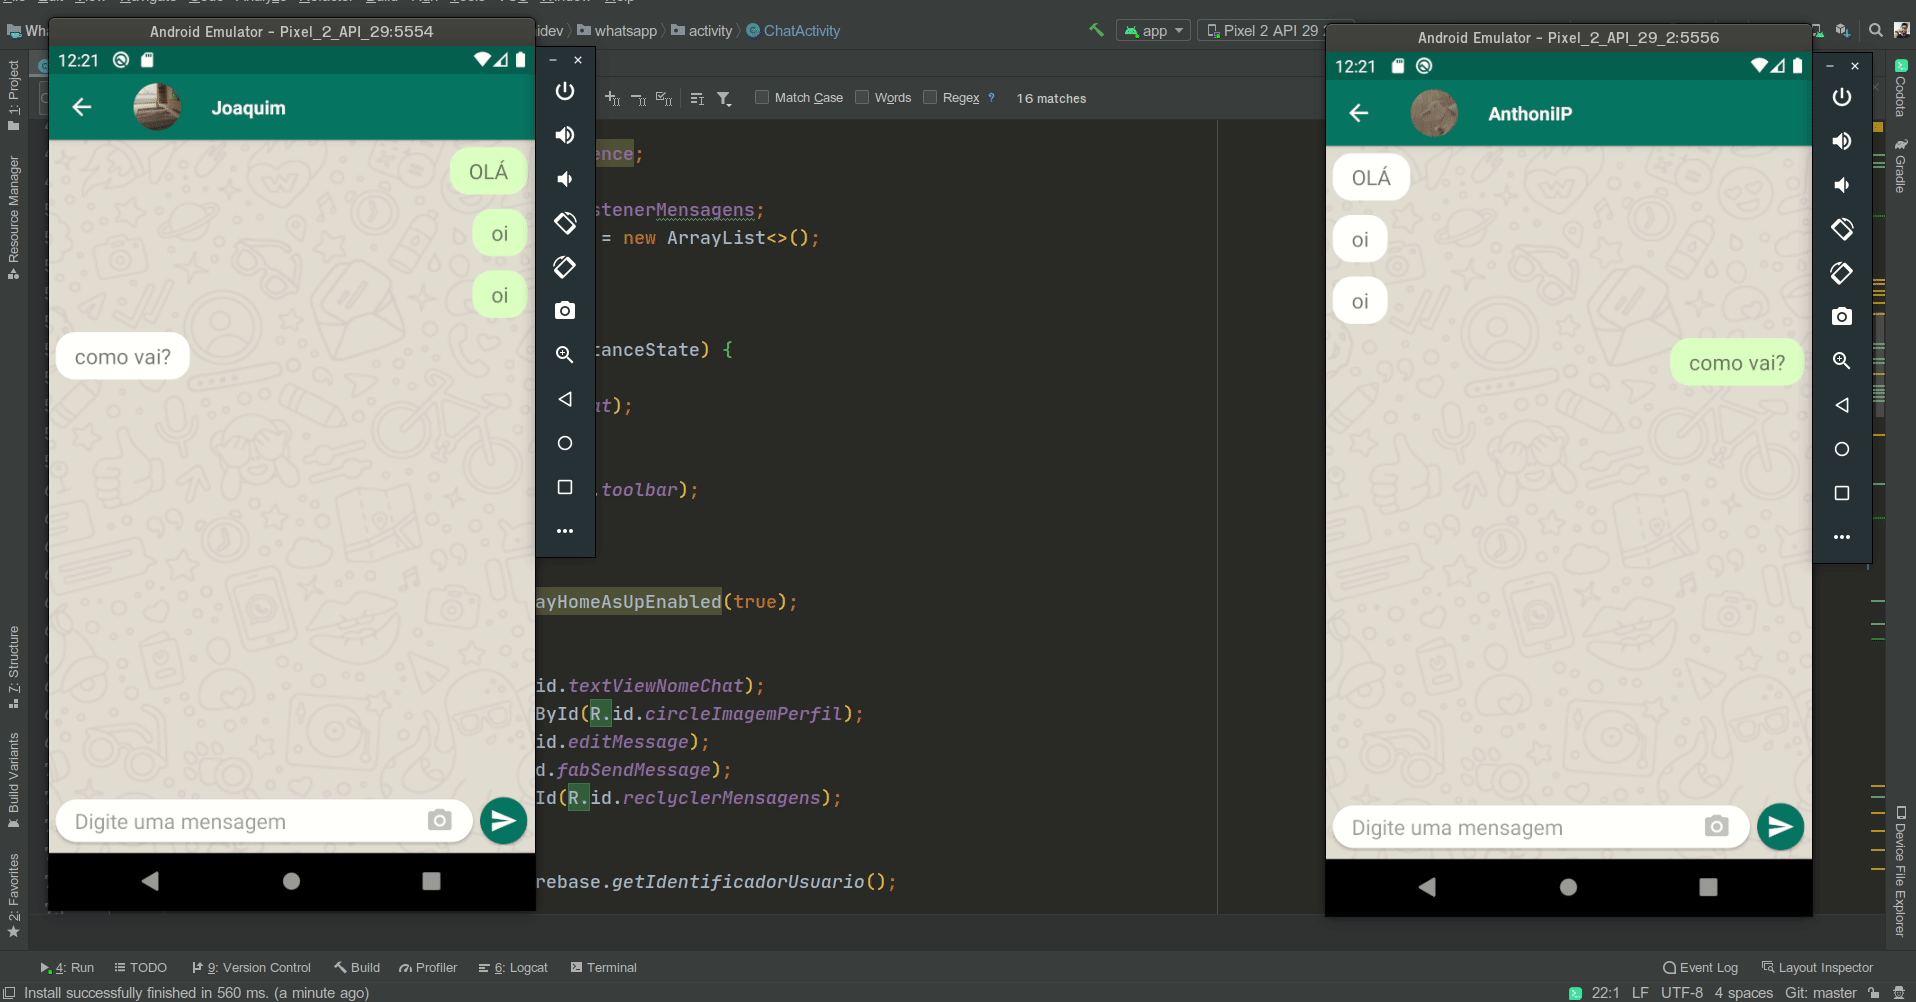 idev
whatsapp
activity
ChatActivity
app
Pixel 2 API 29
Android Emulator - Pixel_2_API_29:5554
12:21
Joaquim
OLÁ
oi
oi
como vai?
Digite uma mensagem
Match Case
Words
Regex
?
16 matches
ence;
stenerMensagens;
= new ArrayList<>();
tanceState) {
at);
.toolbar);
ayHomeAsUpEnabled(true);
id.textViewNomeChat);
ById(R.id.circleImagemPerfil);
id.editMessage);
d.fabSendMessage);
Id(R.id.reclyclerMensagens);
rebase.getIdentificadorUsuario();
Android Emulator - Pixel_2_API_29_2:5556
12:21
AnthonilP
OLÁ
oi
oi
como vai?
Digite uma mensagem
1: Project
Resource Manager
7: Structure
Build Variants
2: Favorites
Codota
Gradle
Device File Explorer
4: Run
TODO
9: Version Control
Build
Profiler
6: Logcat
Terminal
Event Log
Layout Inspector
Install successfully finished in 560 ms. (a minute ago)
22:1
LF
UTF-8
4 spaces
Git: master